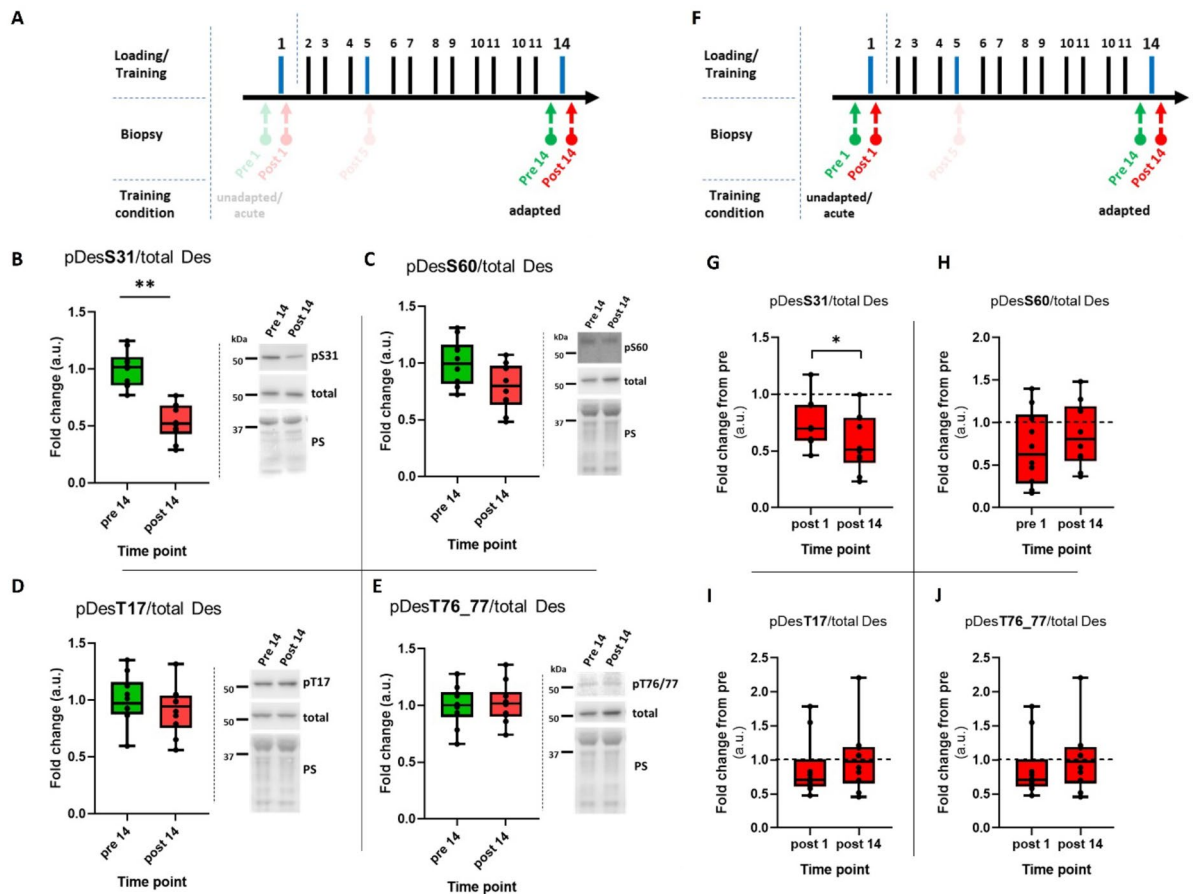 A
Loading/
Training
1 2 3 4 5 6 7 8 9 10 11 10 11 14
Biopsy
Pre 1 Post 1 Post 5 Pre 14 Post 14
Training
condition
unadapted/
acute
adapted
F
Loading/
Training
1 2 3 4 5 6 7 8 9 10 11 10 11 14
Biopsy
Pre 1 Post 1 Post 5 Pre 14 Post 14
Training
condition
unadapted/
acute
adapted
B
pDesS31/total Des
Fold change (a.u.)
1.5
1.0
0.5
0.0
**
pre 14 post 14
Time point
Pre 14 Post 14
kDa
50 pS31
50 total
37 PS
C
pDesS60/total Des
Fold change (a.u.)
1.5
1.0
0.5
0.0
pre 14 post 14
Time point
Pre 14 Post 14
kDa
50 pS60
50 total
37 PS
G
pDesS31/total Des
Fold change from pre
(a.u.)
1.5
1.0
0.5
0.0
*
post 1 post 14
Time point
H
pDesS60/total Des
Fold change from pre
(a.u.)
2.0
1.5
1.0
0.5
0.0
pre 1 post 14
Time point
D
pDesT17/total Des
Fold change (a.u.)
1.5
1.0
0.5
0.0
pre 14 post 14
Time point
Pre 14 Post 14
50 pT17
50 total
37 PS
E
pDesT76_77/total Des
Fold change (a.u.)
1.5
1.0
0.5
0.0
pre 14 post 14
Time point
Pre 14 Post 14
kDa
50 pT76/77
50 total
37 PS
I
pDesT17/total Des
Fold change from pre
(a.u.)
2.5
2.0
1.5
1.0
0.5
0.0
post 1 post 14
Time point
J
pDesT76_77/total Des
Fold change from pre
(a.u.)
2.5
2.0
1.5
1.0
0.5
0.0
post 1 post 14
Time point